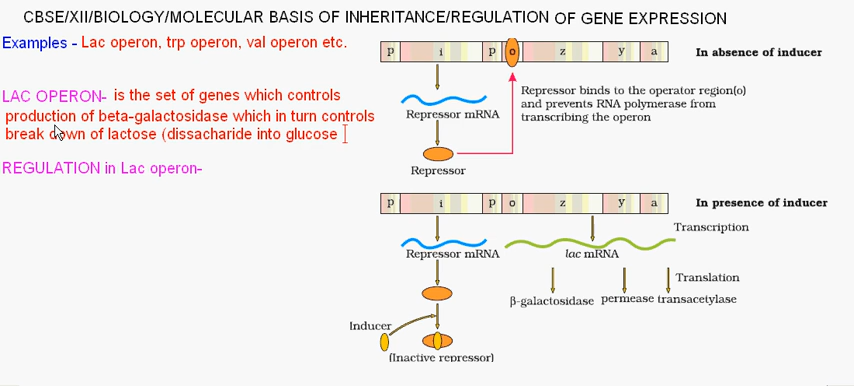 CBSE/XII/BIOLOGY/MOLECULAR BASIS OF INHERITANCE/REGULATION OF GENE EXPRESSION
Examples - Lac operon, trp operon, val operon etc.
LAC OPERON- is the set of genes which controls
production of beta-galactosidase which in turn controls
break down of lactose (dissacharide into glucose
REGULATION in Lac operon-
p i p o z y a
In absence of inducer
Repressor binds to the operator region(o)
and prevents RNA polymerase from
transcribing the operon
Repressor mRNA
Repressor
p i p o z y a
In presence of inducer
Transcription
Repressor mRNA
lac mRNA
Translation
β-galactosidase permease transacetylase
Inducer
(Inactive repressor)